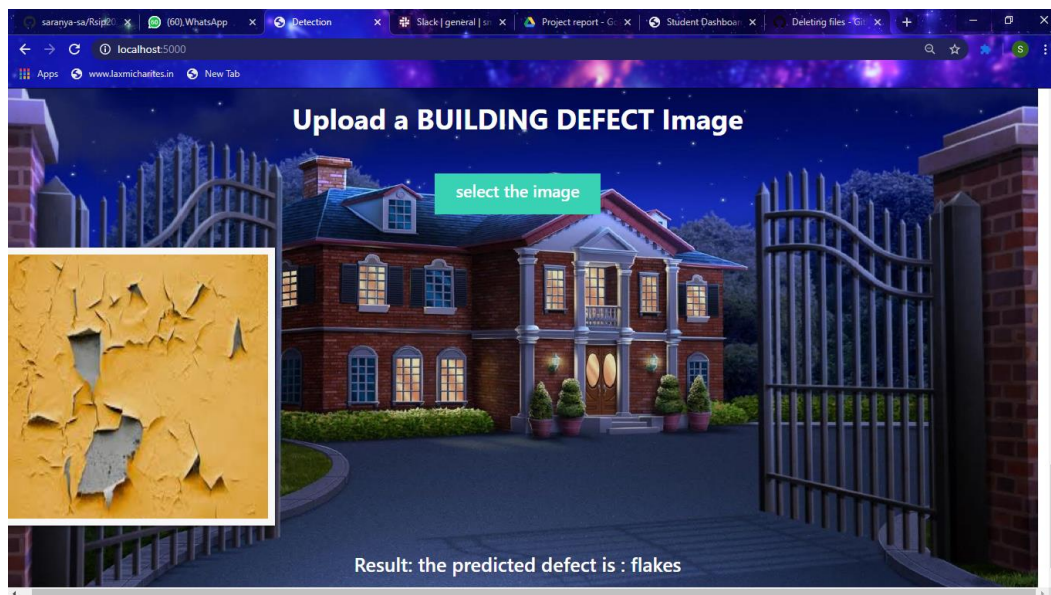 saranya-sa/Rsip20
(60) WhatsApp
Detection
Slack | general | sm
Project report - Go
Student Dashboar
Deleting files - Git
localhost:5000
S
Apps
www.laxmicharites.in
New Tab
Upload a BUILDING DEFECT Image
select the image
Result: the predicted defect is : flakes